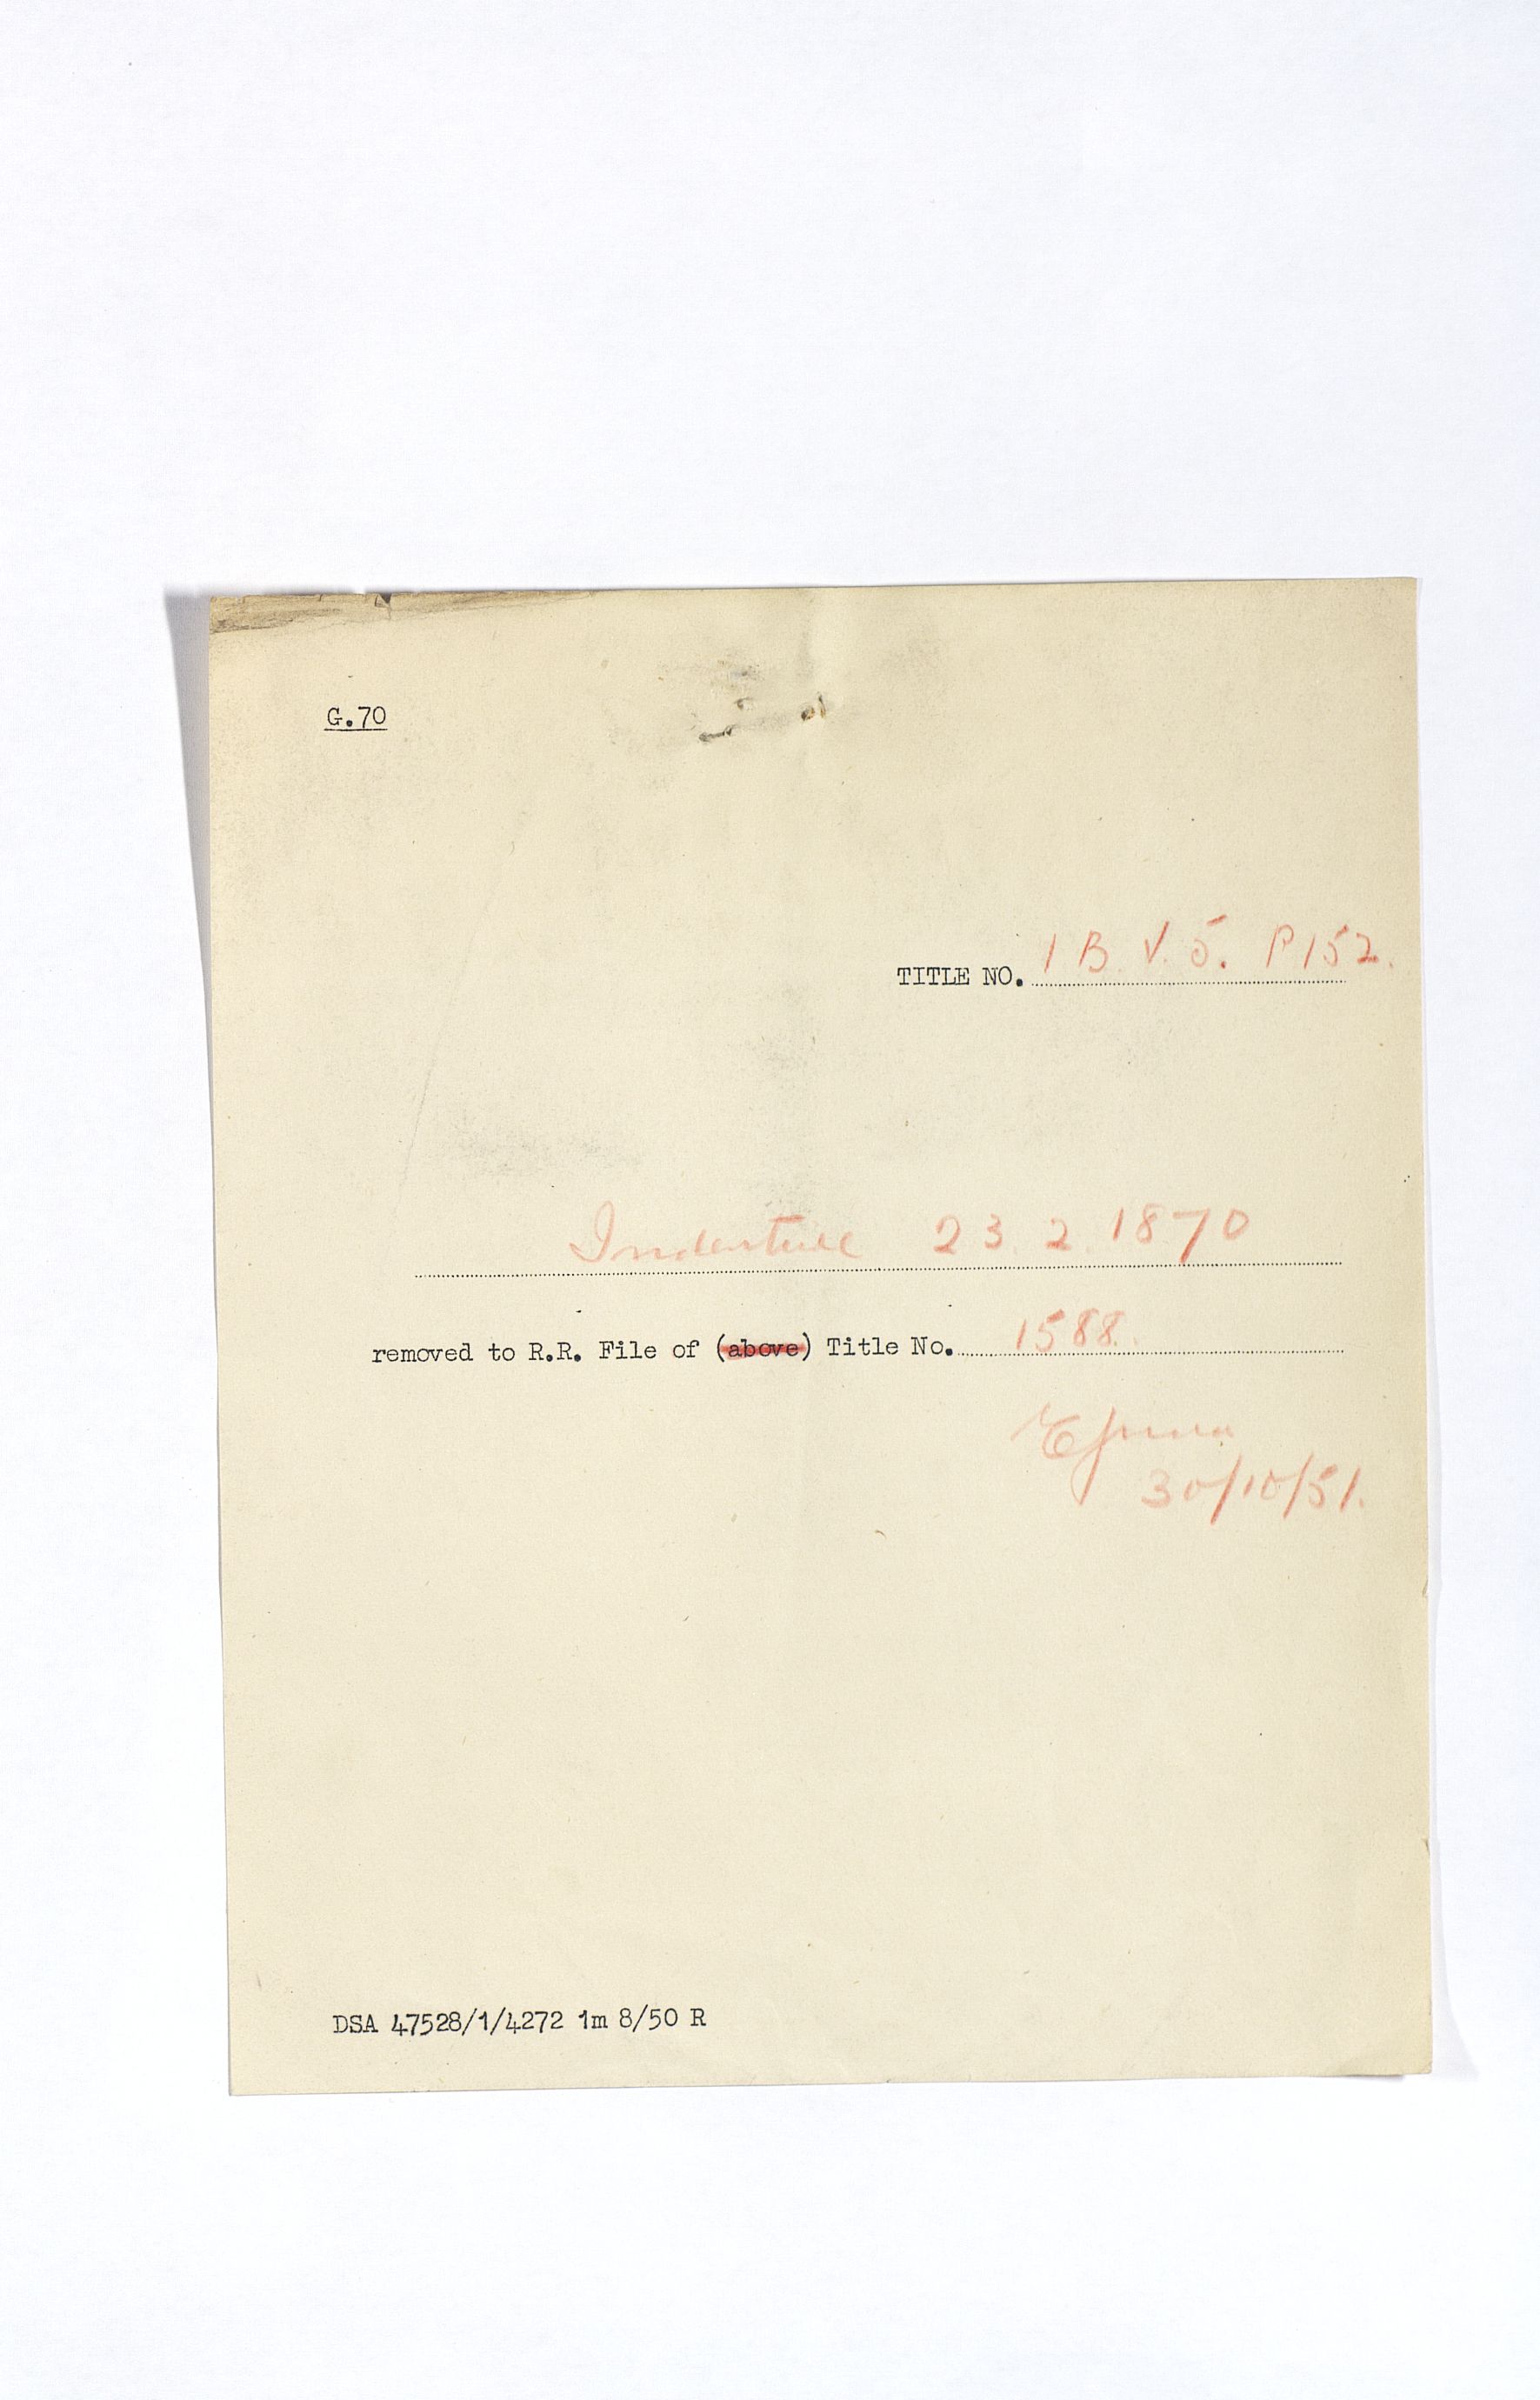 G.70
TITLE NO. 1 B V. 5. P 152.
Indenture 23. 2. 1870
removed to R.R. File of (above) Title No. 1588.
30/10/51.
DSA 47528/1/4272 1m 8/50 R